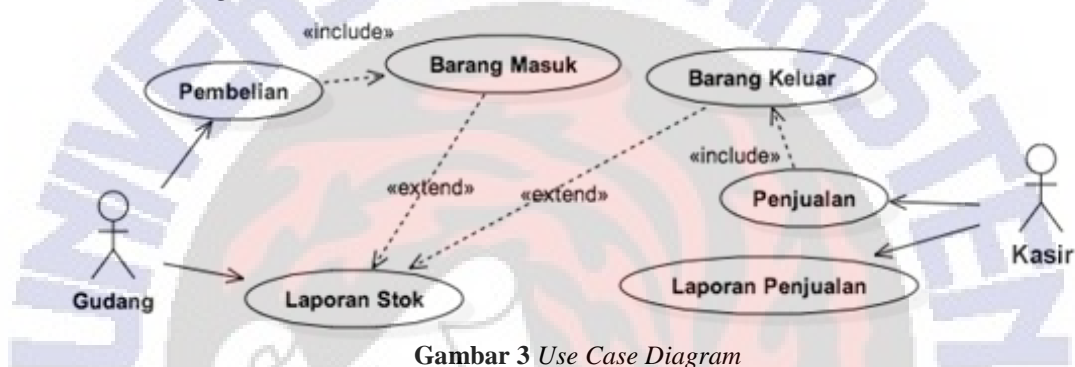 «include»
Pembelian
Barang Masuk
Barang Keluar
«include»
«extend»
«extend»
Penjualan
Kasir
Gudang
Laporan Stok
Laporan Penjualan
Gambar 3 Use Case Diagram